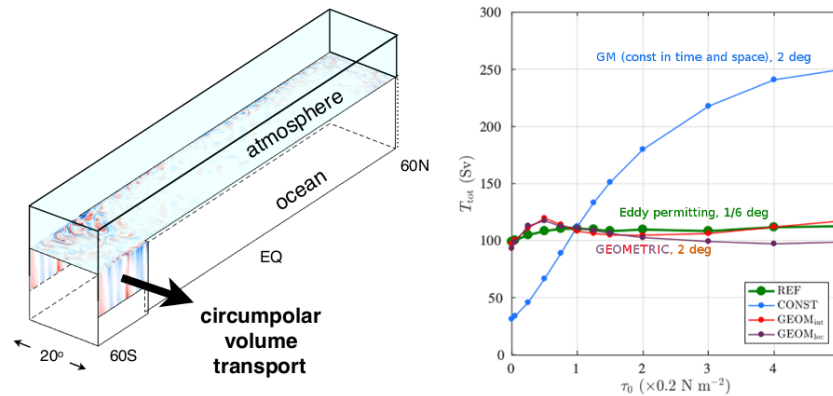 atmosphere
ocean
60N
EQ
20°
60S
circumpolar
volume
transport
300
250
200
150
100
50
0
T_tot (Sv)
GM (const in time and space), 2 deg
Eddy permitting, 1/6 deg
GEOMETRIC, 2 deg
REF
CONST
GEOM_int
GEOM_loc
0 1 2 3 4
τ₀ (×0.2 N m⁻²)